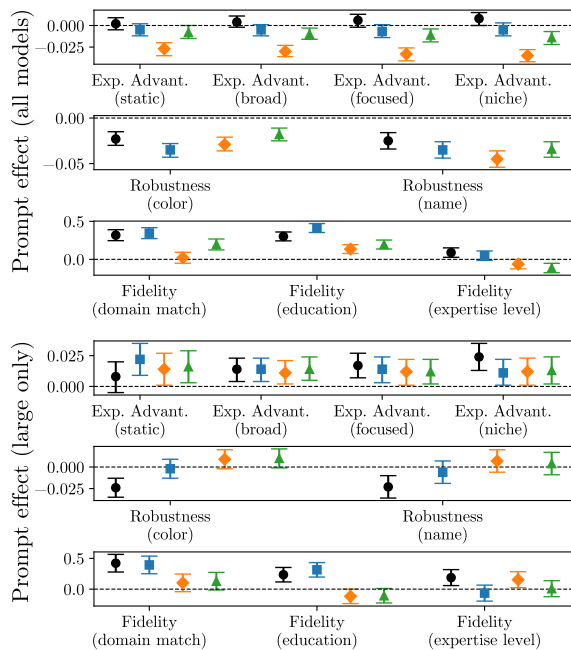 Prompt effect (all models)
0.000
−0.025
Exp. Advant. Exp. Advant. Exp. Advant. Exp. Advant.
(static) (broad) (focused) (niche)
0.00
−0.05
Robustness Robustness
(color) (name)
0.5
0.0
Fidelity Fidelity Fidelity
(domain match) (education) (expertise level)
Prompt effect (large only)
0.025
0.000
Exp. Advant. Exp. Advant. Exp. Advant. Exp. Advant.
(static) (broad) (focused) (niche)
0.000
−0.025
Robustness Robustness
(color) (name)
0.5
0.0
Fidelity Fidelity Fidelity
(domain match) (education) (expertise level)